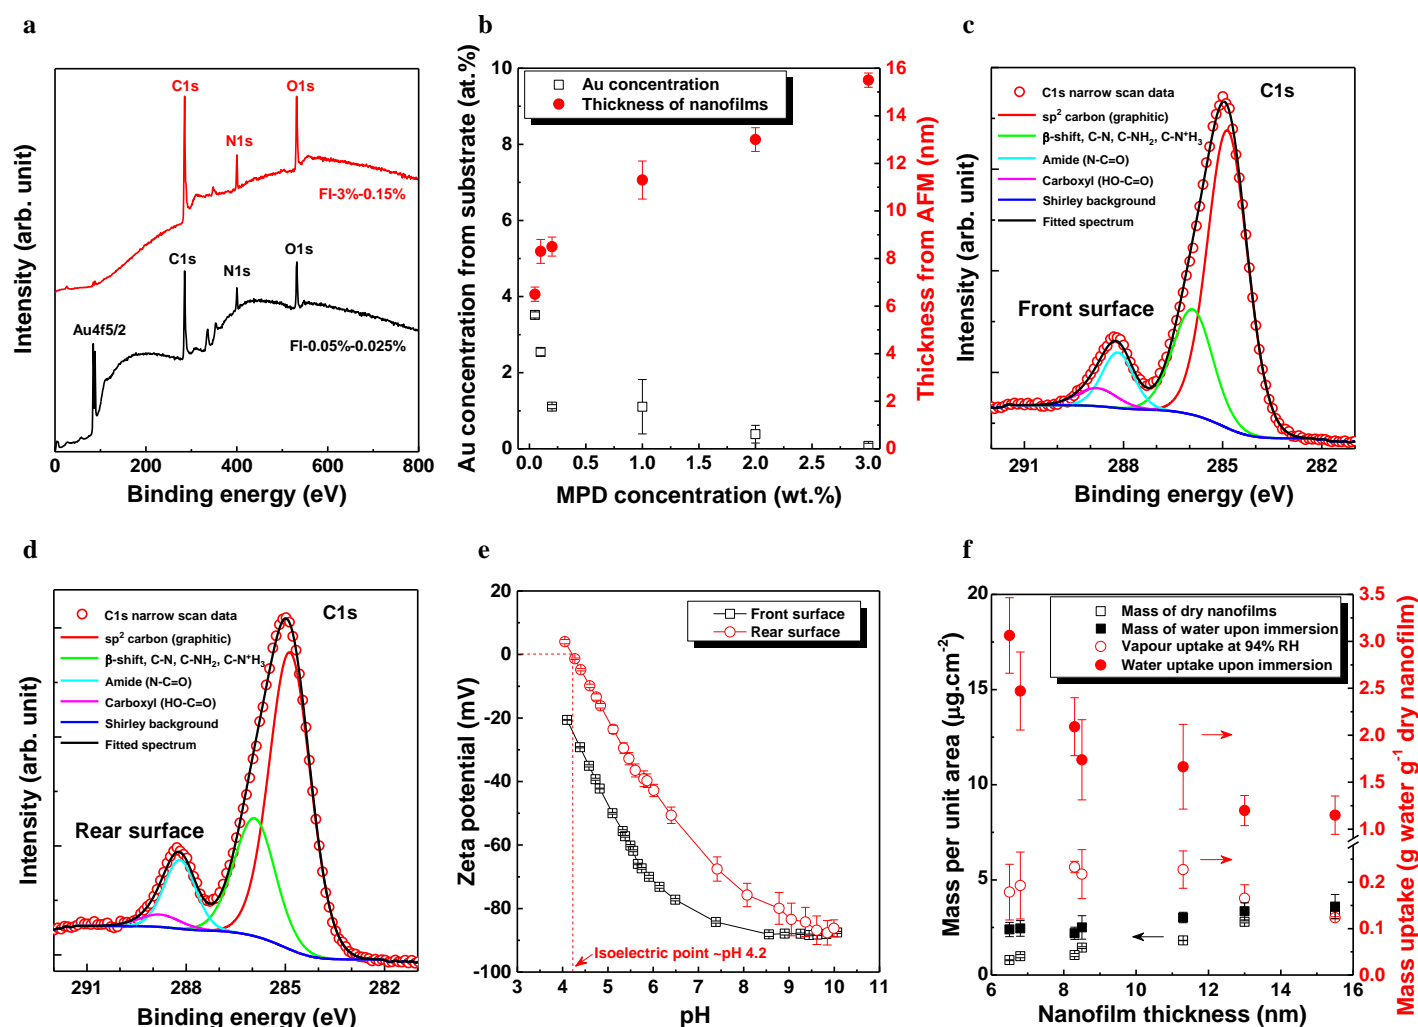 a
C1s
O1s
N1s
FI-3%-0.15%
C1s
O1s
N1s
Au4f5/2
FI-0.05%-0.025%
0 200 400 600 800
Binding energy (eV)
Intensity (arb. unit)
b
Au concentration
Thickness of nanofilms
10
8
6
4
2
0
16
14
12
10
8
6
4
2
0
0.0 0.5 1.0 1.5 2.0 2.5 3.0
MPD concentration (wt.%)
Au concentration from substrate (at.%)
Thickness from AFM (nm)
c
C1s narrow scan data
C1s
sp² carbon (graphitic)
β-shift, C-N, C-NH₂, C-N⁺H₃
Amide (N-C=O)
Carboxyl (HO-C=O)
Shirley background
Fitted spectrum
Front surface
291 288 285 282
Binding energy (eV)
Intensity (arb. unit)
d
C1s narrow scan data
C1s
sp² carbon (graphitic)
β-shift, C-N, C-NH₂, C-N⁺H₃
Amide (N-C=O)
Carboxyl (HO-C=O)
Shirley background
Fitted spectrum
Rear surface
291 288 285 282
Binding energy (eV)
Intensity (arb. unit)
e
Front surface
Rear surface
20
0
-20
-40
-60
-80
-100
Isoelectric point ~pH 4.2
3 4 5 6 7 8 9 10 11
pH
Zeta potential (mV)
f
Mass of dry nanofilms
Mass of water upon immersion
Vapour uptake at 94% RH
Water uptake upon immersion
20
15
10
5
0
3.5
3.0
2.5
2.0
1.5
1.0
0.2
0.1
0.0
6 8 10 12 14 16
Nanofilm thickness (nm)
Mass per unit area (µg.cm⁻²)
Mass uptake (g water g⁻¹ dry nanofilm)